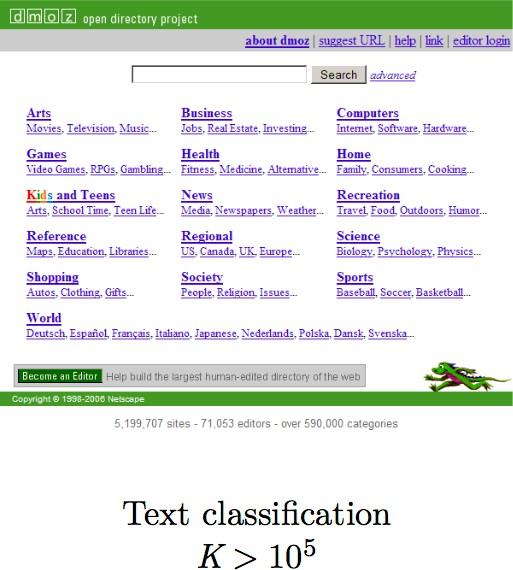 dmoz open directory project
about dmoz | suggest URL | help | link | editor login
Search advanced
Arts Business Computers
Movies, Television, Music... Jobs, Real Estate, Investing... Internet, Software, Hardware...
Games Health Home
Video Games, RPGs, Gambling... Fitness, Medicine, Alternative... Family, Consumers, Cooking...
Kids and Teens News Recreation
Arts, School Time, Teen Life... Media, Newspapers, Weather... Travel, Food, Outdoors, Humor...
Reference Regional Science
Maps, Education, Libraries... US, Canada, UK, Europe... Biology, Psychology, Physics...
Shopping Society Sports
Autos, Clothing, Gifts... People, Religion, Issues... Baseball, Soccer, Basketball...
World
Deutsch, Español, Français, Italiano, Japanese, Nederlands, Polska, Dansk, Svenska...
Become an Editor Help build the largest human-edited directory of the web
Copyright © 1998-2006 Netscape
5,199,707 sites - 71,053 editors - over 590,000 categories
Text classification
K > 10⁵